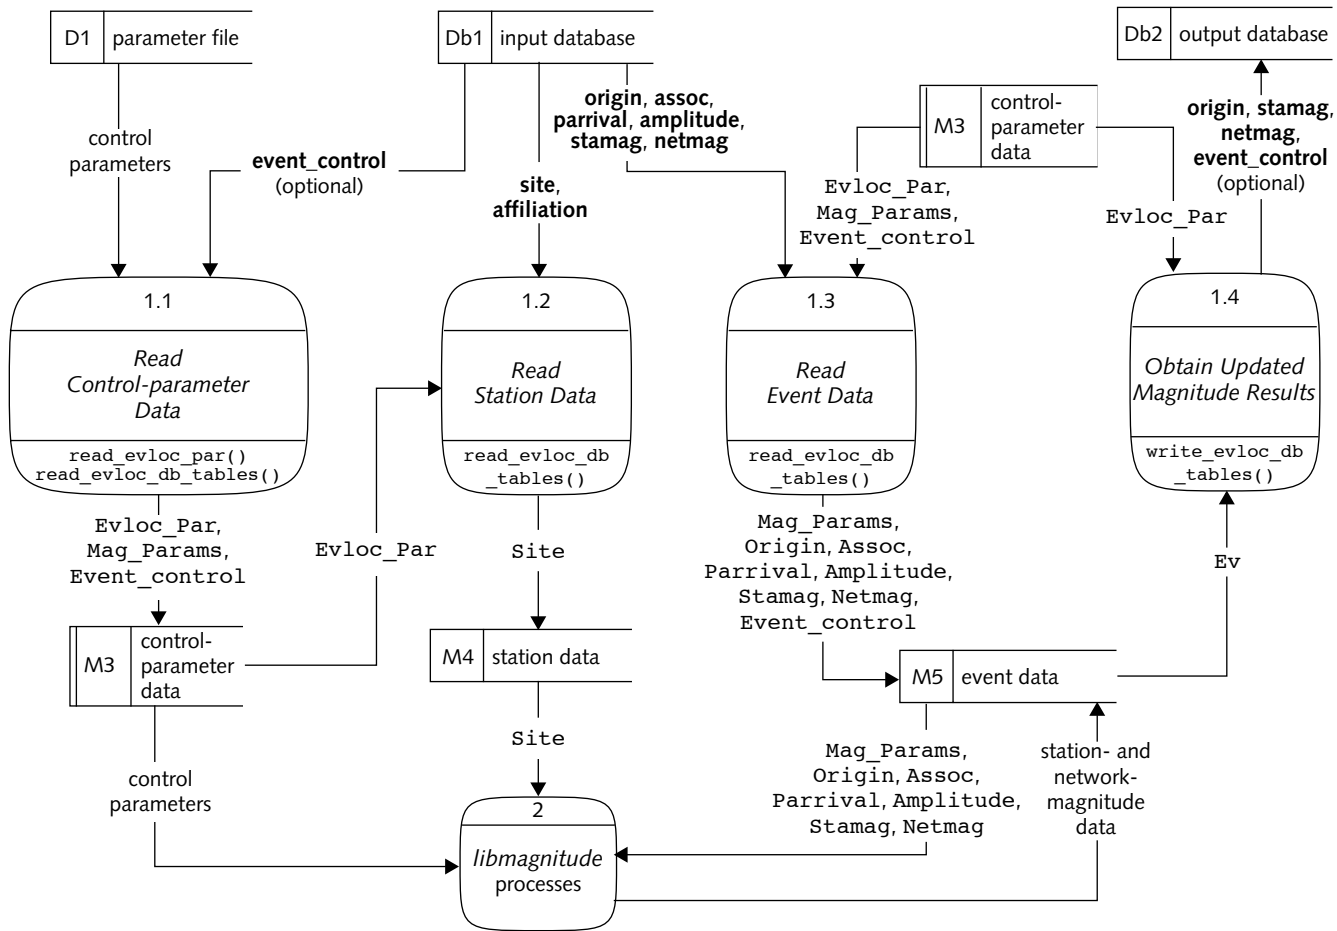 D1 parameter file
Db1 input database
Db2 output database
control
parameters
event_control
(optional)
site,
affiliation
origin, assoc,
parrival, amplitude,
stamag, netmag
M3
control-
parameter
data
Evloc_Par,
Mag_Params,
Event_control
Evloc_Par
origin, stamag,
netmag,
event_control
(optional)
1.1
Read
Control-parameter
Data
read_evloc_par()
read_evloc_db_tables()
1.2
Read
Station Data
read_evloc_db
_tables()
1.3
Read
Event Data
read_evloc_db
_tables()
1.4
Obtain Updated
Magnitude Results
write_evloc_db
_tables()
Evloc_Par,
Mag_Params,
Event_control
Evloc_Par
Site
Mag_Params,
Origin, Assoc,
Parrival, Amplitude,
Stamag, Netmag,
Event_control
Ev
M3
control-
parameter
data
M4 station data
M5 event data
control
parameters
Site
Mag_Params,
Origin, Assoc,
Parrival, Amplitude,
Stamag, Netmag
station- and
network-
magnitude
data
2
libmagnitude
processes